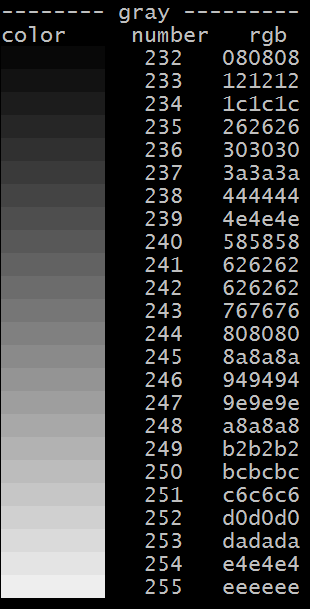 -------- gray ---------
color number rgb
232 080808
233 121212
234 1c1c1c
235 262626
236 303030
237 3a3a3a
238 444444
239 4e4e4e
240 585858
241 626262
242 626262
243 767676
244 808080
245 8a8a8a
246 949494
247 9e9e9e
248 a8a8a8
249 b2b2b2
250 bcbcbc
251 c6c6c6
252 d0d0d0
253 dadada
254 e4e4e4
255 eeeeee